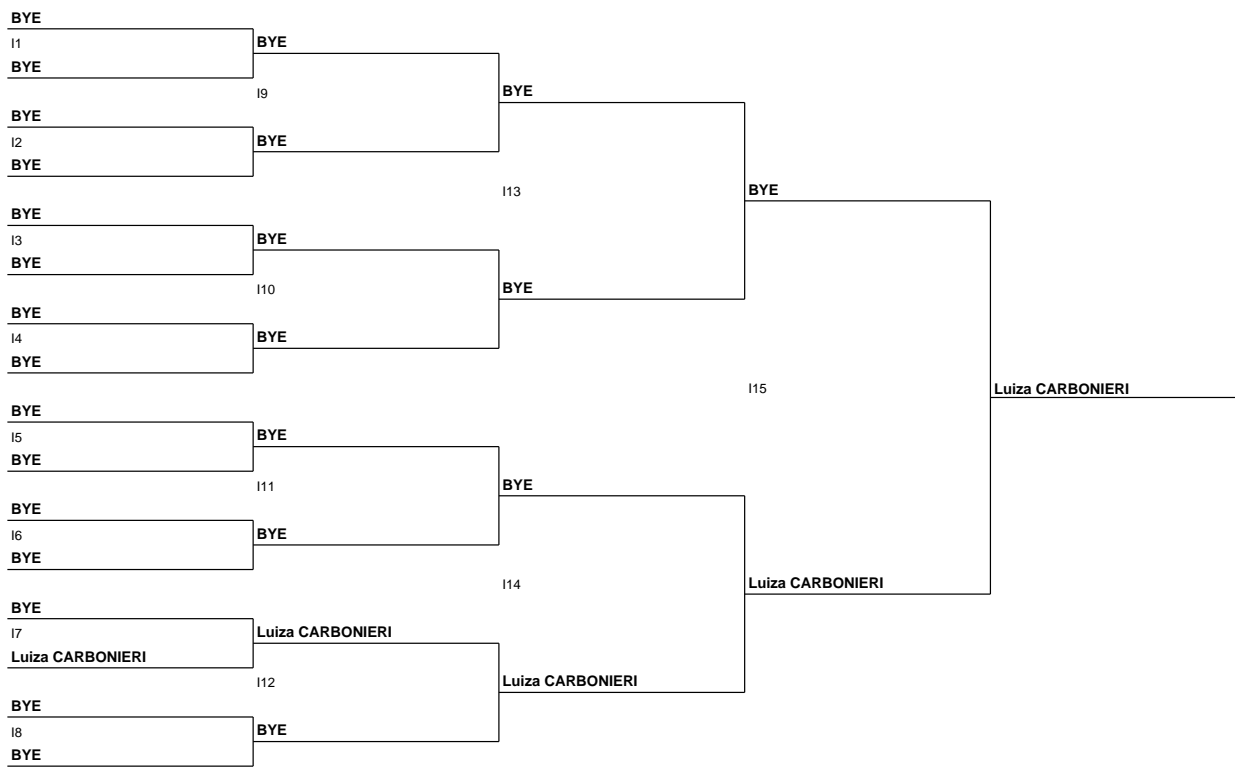 BYE
I1
BYE
BYE
I9
BYE
BYE
I2
BYE
BYE
I13
BYE
BYE
I3
BYE
BYE
I10
BYE
BYE
I4
BYE
BYE
I15
Luiza CARBONIERI
BYE
I5
BYE
BYE
I11
BYE
BYE
I6
BYE
BYE
I14
Luiza CARBONIERI
BYE
I7
Luiza CARBONIERI
Luiza CARBONIERI
I12
Luiza CARBONIERI
BYE
I8
BYE
BYE